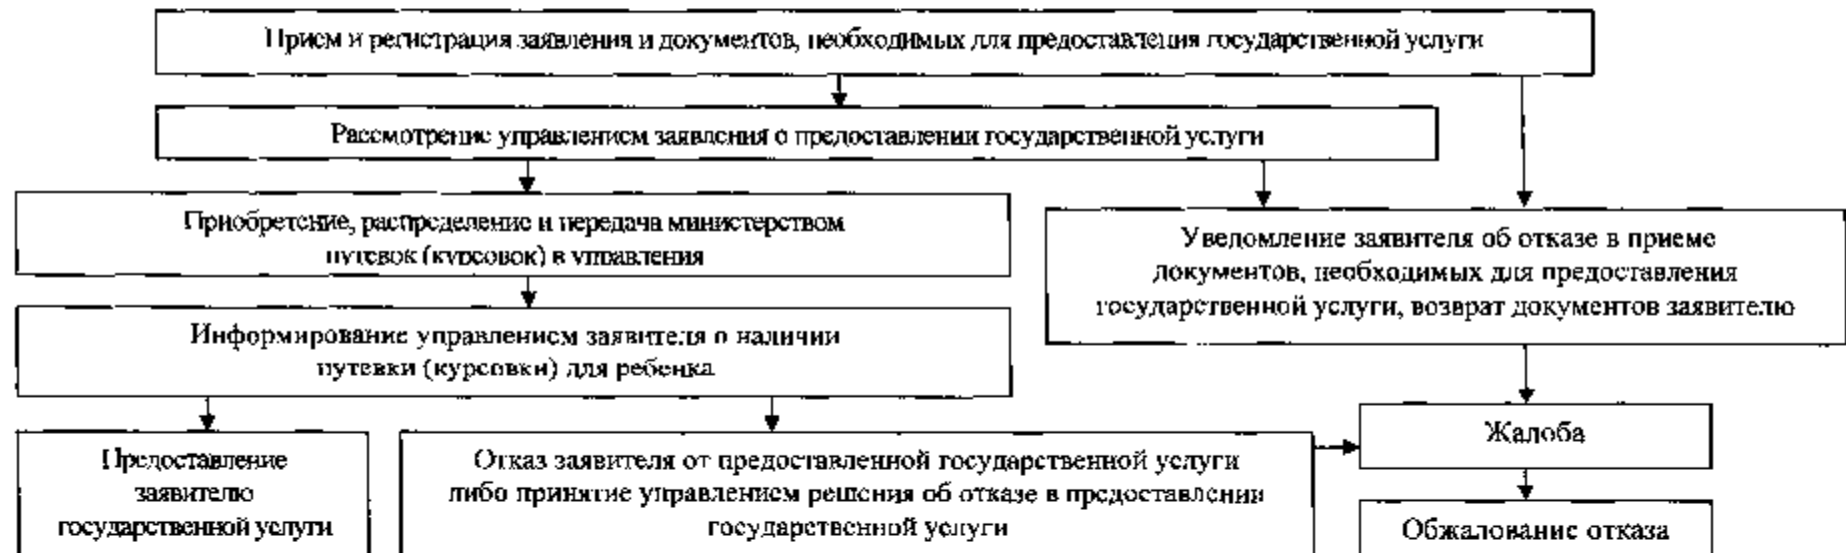 Прием и регистрация заявления и документов, необходимых для предоставления государственной услуги
Рассмотрение управлением заявления о предоставлении государственной услуги
Приобретение, распределение и передача министерством
путевок (курсовок) в управления
Уведомление заявителя об отказе в приеме
документов, необходимых для предоставления
государственной услуги, возврат документов заявителю
Информирование управлением заявителя о наличии
путевки (курсовки) для ребенка
Предоставление
заявителю
государственной услуги
Отказ заявителя от предоставленной государственной услуги
либо принятие управлением решения об отказе в предоставлении
государственной услуги
Жалоба
Обжалование отказа